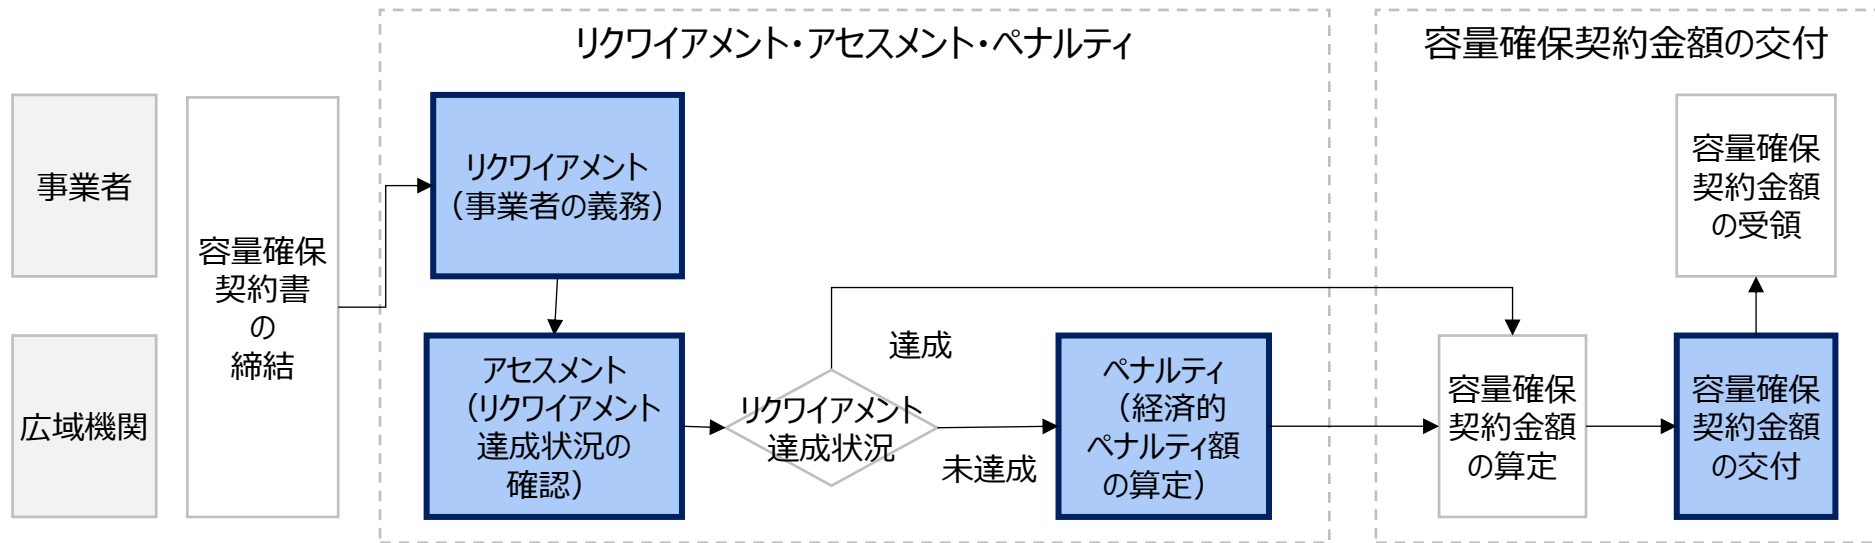 リクワイアメント・アセスメント・ペナルティ
容量確保契約金額の交付
事業者
広域機関
容量確保
契約書
の
締結
リクワイアメント
（事業者の義務）
アセスメント
（リクワイアメント
達成状況の
確認）
リクワイアメント
達成状況
達成
未達成
ペナルティ
（経済的
ペナルティ額
の算定）
容量確保
契約金額
の算定
容量確保
契約金額
の交付
容量確保
契約金額
の受領